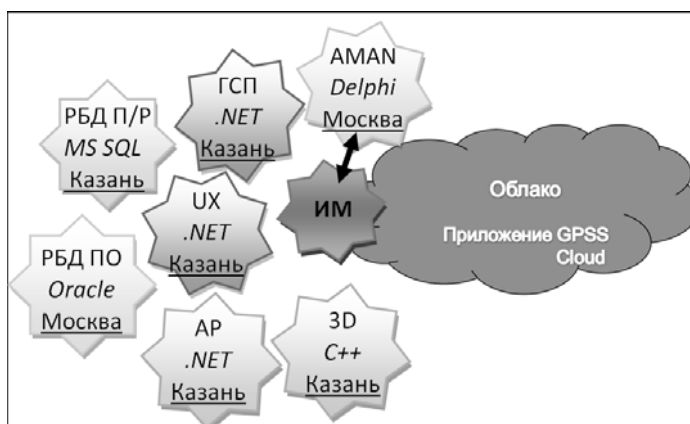 AMAN
Delphi
Москва
ГСП
.NET
Казань
РБД П/Р
MS SQL
Казань
UX
.NET
Казань
ИМ
Облако
Приложение GPSS
Cloud
РБД ПО
Oracle
Москва
АР
.NET
Казань
3D
C++
Казань